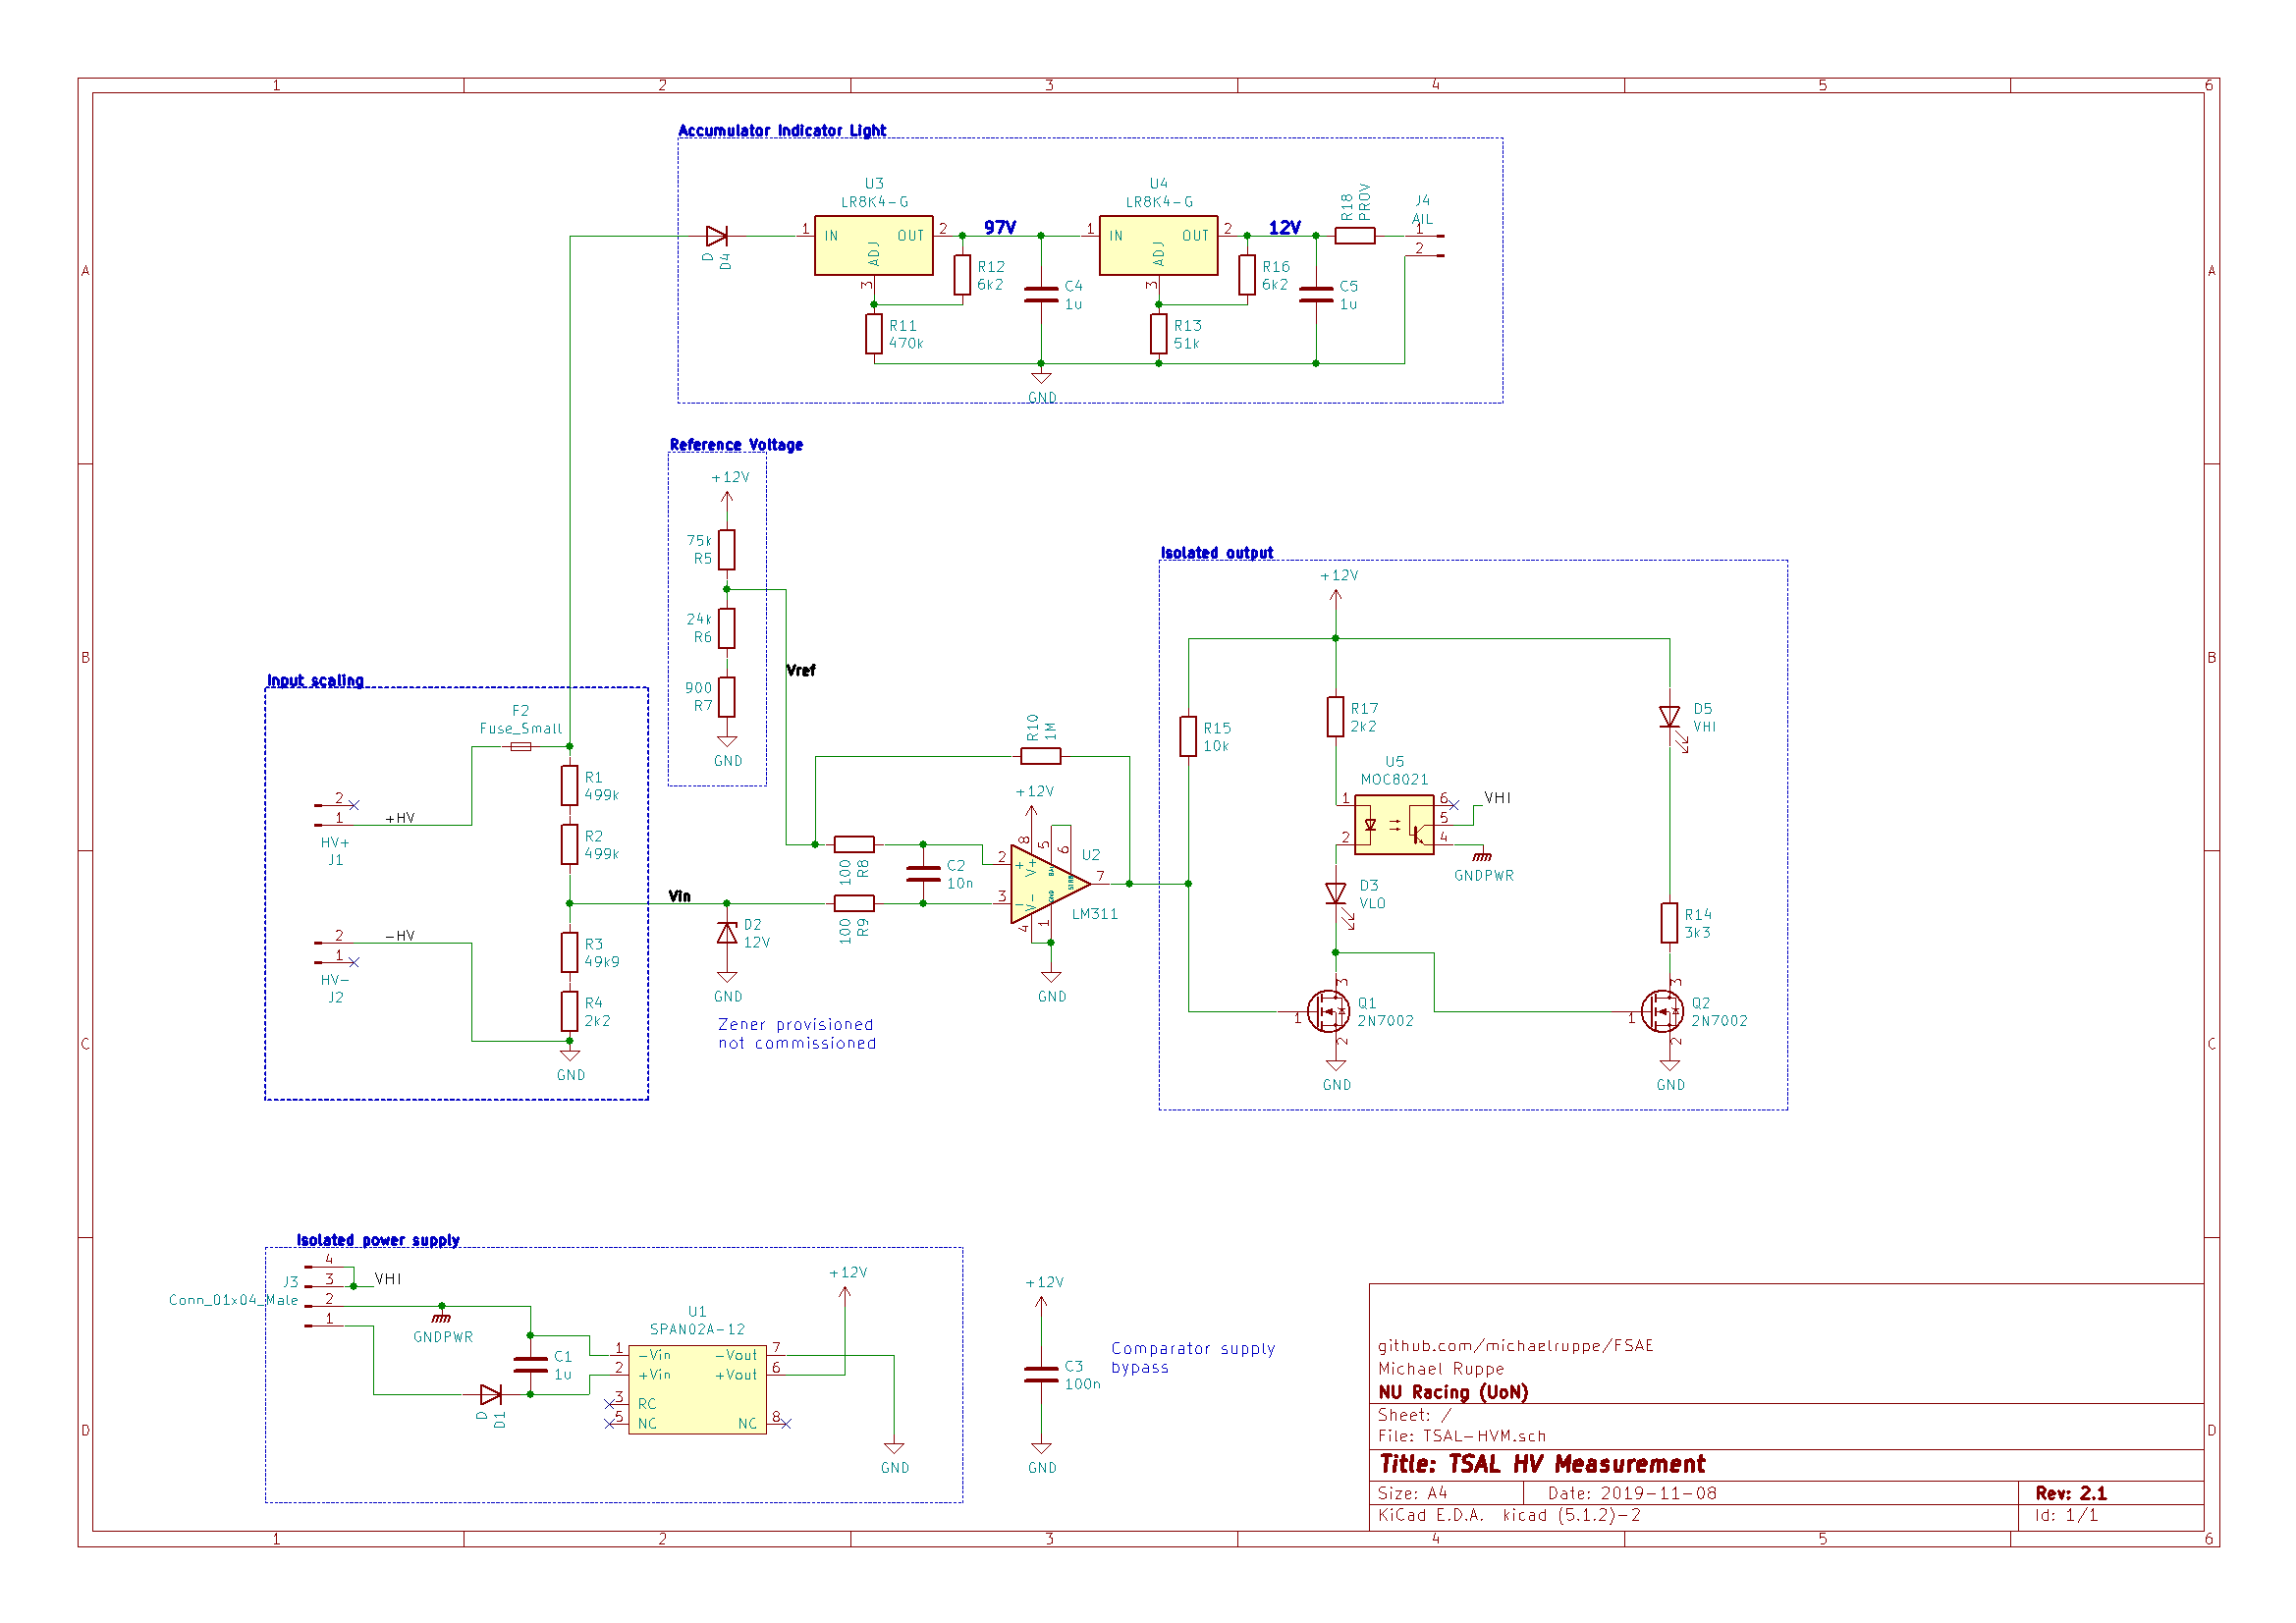 1 2 3 4 5 6
A A
B B
C C
D D
1 2 3 4 5 6
Accumulator Indicator Light
U3
LR8K4-G
1 IN OUT 2
ADJ
3
D
D4
97V
R12
6k2
R11
470k
C4
1u
U4
LR8K4-G
1 IN OUT 2
ADJ
3
12V
R16
6k2
R13
51k
C5
1u
R18
PROV
J4
AIL
1
2
GND
Reference Voltage
+12V
75k
R5
24k
R6
900
R7
GND
Vref
Input scaling
F2
Fuse_Small
R1
499k
R2
499k
2
1
+HV
HV+
J1
2
-HV
1
HV-
J2
R3
49k9
R4
2k2
GND
Vin
D2
12V
GND
Zener provisioned
not commissioned
R10
1M
+12V
100
R8
100
R9
C2
10n
2
3
8
5
6
7
4
1
+
-
V+
V-
BAL
STRB
GND
U2
LM311
GND
Isolated output
+12V
R15
10k
R17
2k2
D5
VHI
U5
MOC8021
1
2
6
5
4
VHI
GNDPWR
D3
VLO
R14
3k3
3
Q1
2N7002
1
2
GND
3
Q2
2N7002
1
2
GND
Isolated power supply
4
3
2
1
J3
Conn_01x04_Male
VHI
GNDPWR
C1
1u
D
D1
U1
SPAN02A-12
1 -Vin -Vout 7
2 +Vin +Vout 6
3 RC
5 NC NC 8
+12V
GND
+12V
C3
100n
GND
Comparator supply
bypass
github.com/michaelruppe/FSAE
Michael Ruppe
NU Racing (UoN)
Sheet: /
File: TSAL-HVM.sch
Title: TSAL HV Measurement
Size: A4 Date: 2019-11-08 Rev: 2.1
KiCad E.D.A. kicad (5.1.2)-2 Id: 1/1